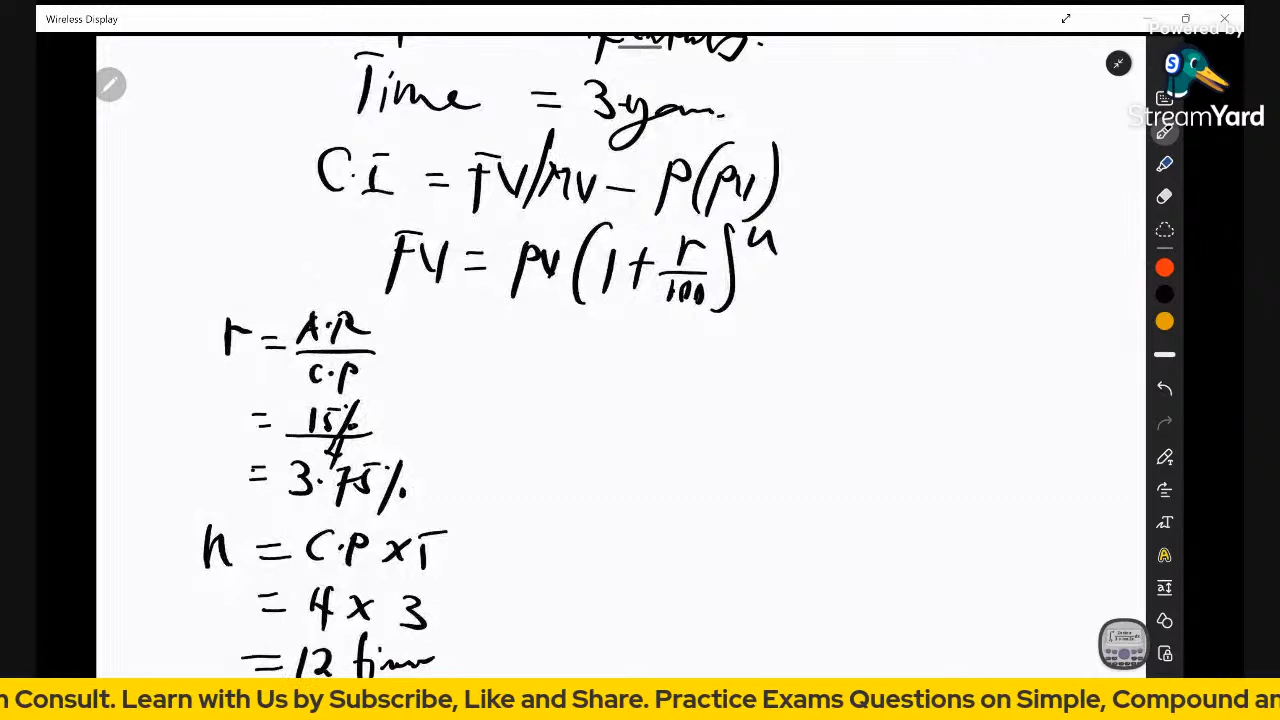 Wireless Display
Powered by
StreamYard
Time = 3 years.
C.I = FV/MV - P(PV)
FV = PV(1 + r/100)^n
r = A.R/C.P
= 15%/4
= 3.75%
n = C.P x T
= 4 x 3
= 12 times
n Consult. Learn with Us by Subscribe, Like and Share. Practice Exams Questions on Simple, Compound an